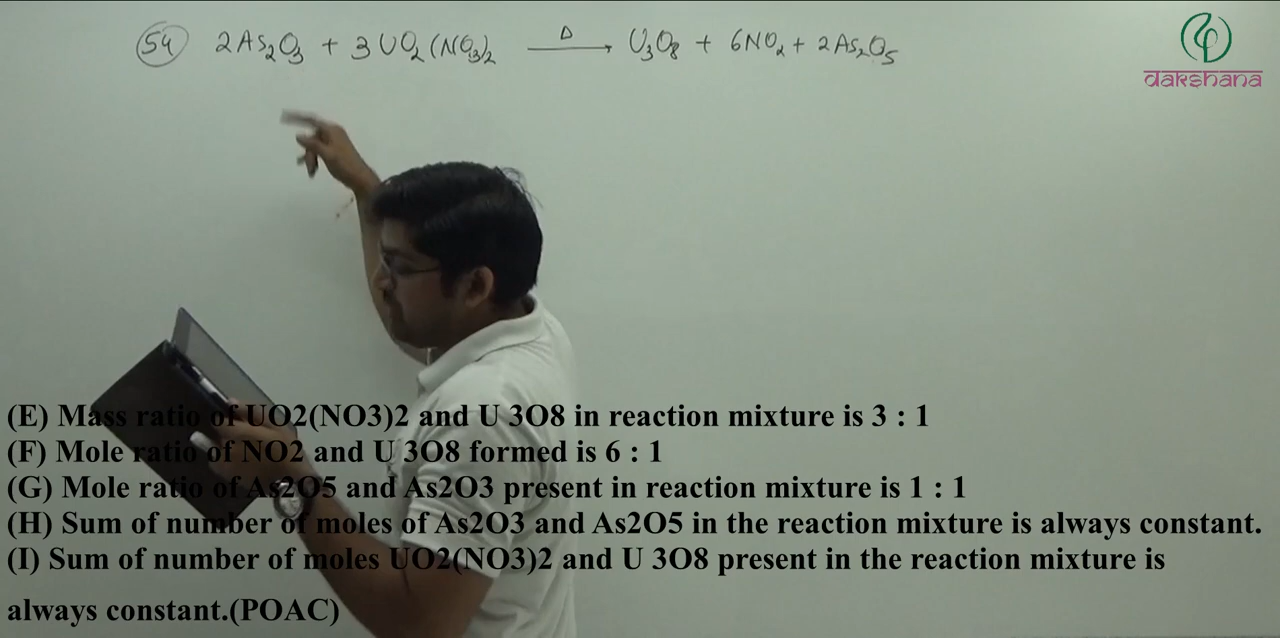 54 2As2O3 + 3UO2(NO3)2 Δ → U3O8 + 6NO2 + 2As2O5
dakshana
(E) Mass ratio of UO2(NO3)2 and U 3O8 in reaction mixture is 3 : 1
(F) Mole ratio of NO2 and U 3O8 formed is 6 : 1
(G) Mole ratio of As2O5 and As2O3 present in reaction mixture is 1 : 1
(H) Sum of number of moles of As2O3 and As2O5 in the reaction mixture is always constant.
(I) Sum of number of moles UO2(NO3)2 and U 3O8 present in the reaction mixture is
always constant.(POAC)